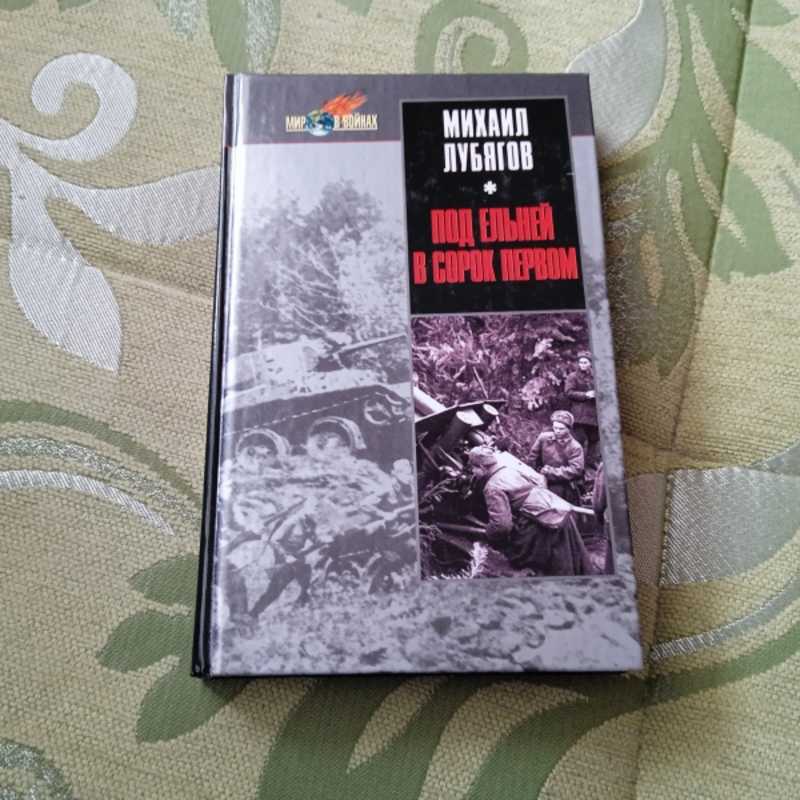 МИР В ВОЙНАХ
МИХАИЛ
ЛУБЯГОВ
*
ПОД ЕЛЬНЕЙ
В СОРОК ПЕРВОМ